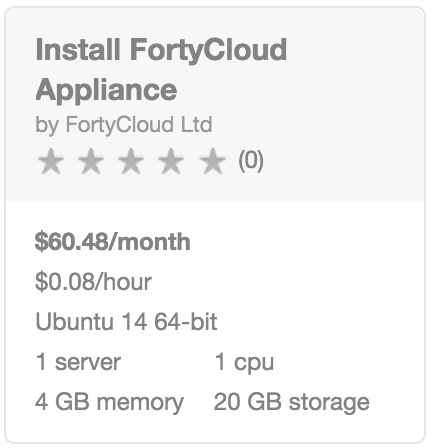 Install FortyCloud
Appliance
by FortyCloud Ltd
(0)
$60.48/month
$0.08/hour
Ubuntu 14 64-bit
1 server 1 cpu
4 GB memory 20 GB storage